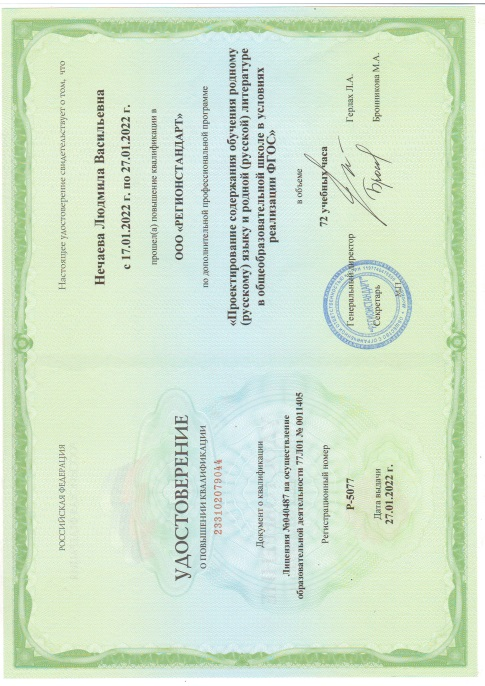 РОССИЙСКАЯ ФЕДЕРАЦИЯ
УДОСТОВЕРЕНИЕ
О ПОВЫШЕНИИ КВАЛИФИКАЦИИ
233102079044
Документ о квалификации
Лицензия №040487 на осуществление
образовательной деятельности 77Л01 № 0011405
Регистрационный номер
Р-5077
Дата выдачи
27.01.2022 г.
Настоящее удостоверение свидетельствует о том, что
Нечаева Людмила Васильевна
с 17.01.2022 г. по 27.01.2022 г.
прошел(а) повышение квалификации в
ООО «РЕГИОНСТАНДАРТ»
по дополнительной профессиональной программе
«Проектирование содержания обучения родному
(русскому) языку и родной (русской) литературе
в общеобразовательной школе в условиях
реализации ФГОС»
в объеме
72 учебных часа
Генеральный директор Герлах Л.А.
Секретарь Бронникова М.А.
МП